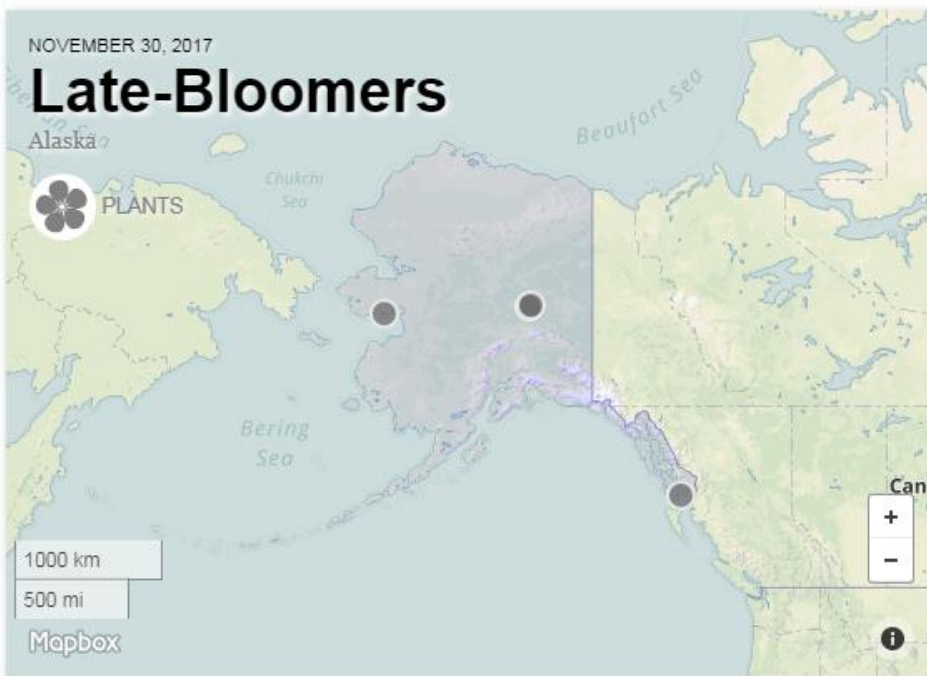 NOVEMBER 30, 2017
Late-Bloomers
Alaska
PLANTS
Beaufort Sea
Chukchi
Sea
Bering
Sea
Can
+
−
1000 km
500 mi
Mapbox
i